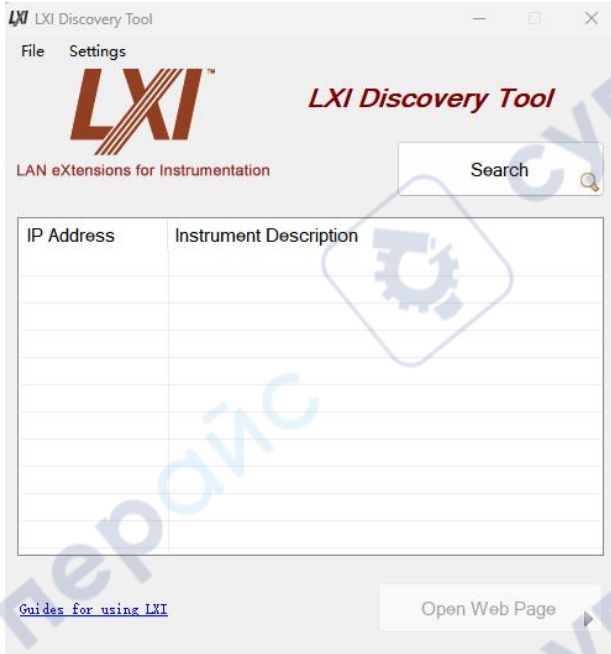 LXI LXI Discovery Tool
File Settings
LXI™
LXI Discovery Tool
LAN eXtensions for Instrumentation
Search
IP Address Instrument Description
Guides for using LXI
Open Web Page